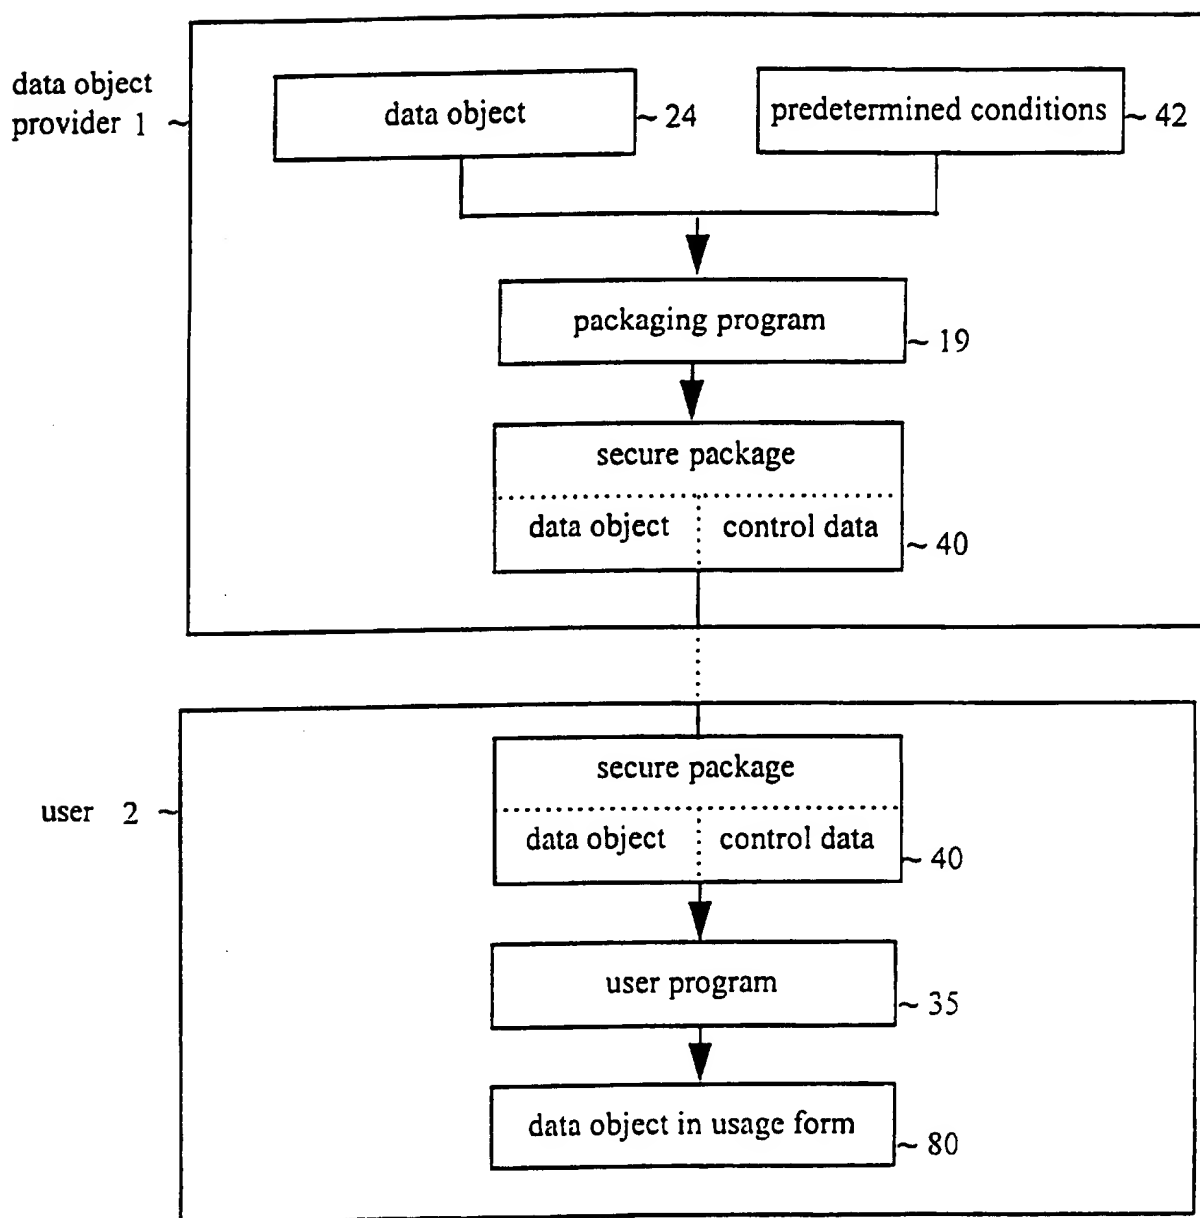 data object
provider 1 ~
data object
~ 24
predetermined conditions
~ 42
packaging program
~ 19
secure package
data object
control data
~ 40
user 2 ~
secure package
data object
control data
~ 40
user program
~ 35
data object in usage form
~ 80